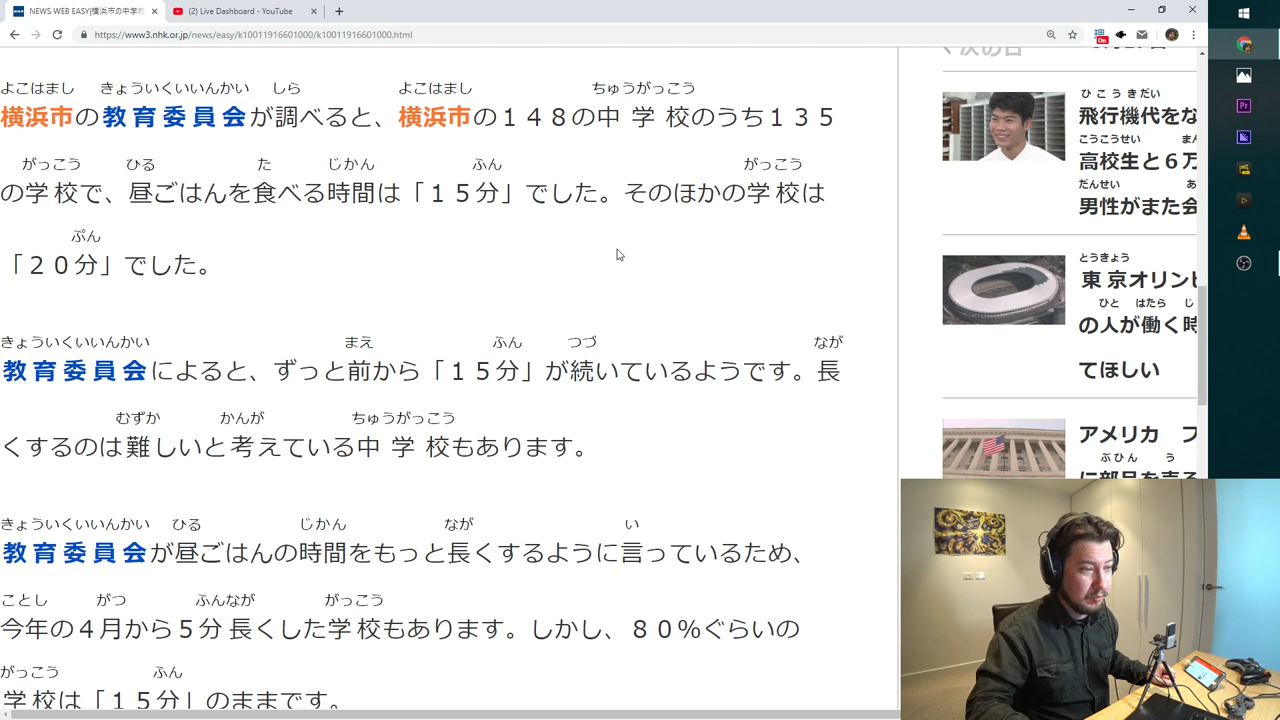 NEWS WEB EASY|横浜市の中学校
(2) Live Dashboard - YouTube
https://www3.nhk.or.jp/news/easy/k10011916601000/k10011916601000.html
On
よこはまし きょういくいいんかい しら よこはまし ちゅうがっこう
横浜市の教育委員会が調べると、横浜市の148の中学校のうち135
がっこう ひる た じかん ふん がっこう
の学校で、昼ごはんを食べる時間は「15分」でした。そのほかの学校は
ぷん
「20分」でした。
きょういくいいんかい まえ ふん つづ なが
教育委員会によると、ずっと前から「15分」が続いているようです。長
むずか かんが ちゅうがっこう
くするのは難しいと考えている中学校もあります。
きょういくいいんかい ひる じかん なが い
教育委員会が昼ごはんの時間をもっと長くするように言っているため、
ことし がつ ふんなが がっこう
今年の4月から5分長くした学校もあります。しかし、80%ぐらいの
がっこう ふん
学校は「15分」のままです。
ひこうきだい
飛行機代をな
こうこうせい まん
高校生と6万
だんせい あ
男性がまた会
とうきょう
東京オリンピ
ひと はたら じ
の人が働く時
てほしい
アメリカ フ
ぶひん う
に部品を売る
Pr